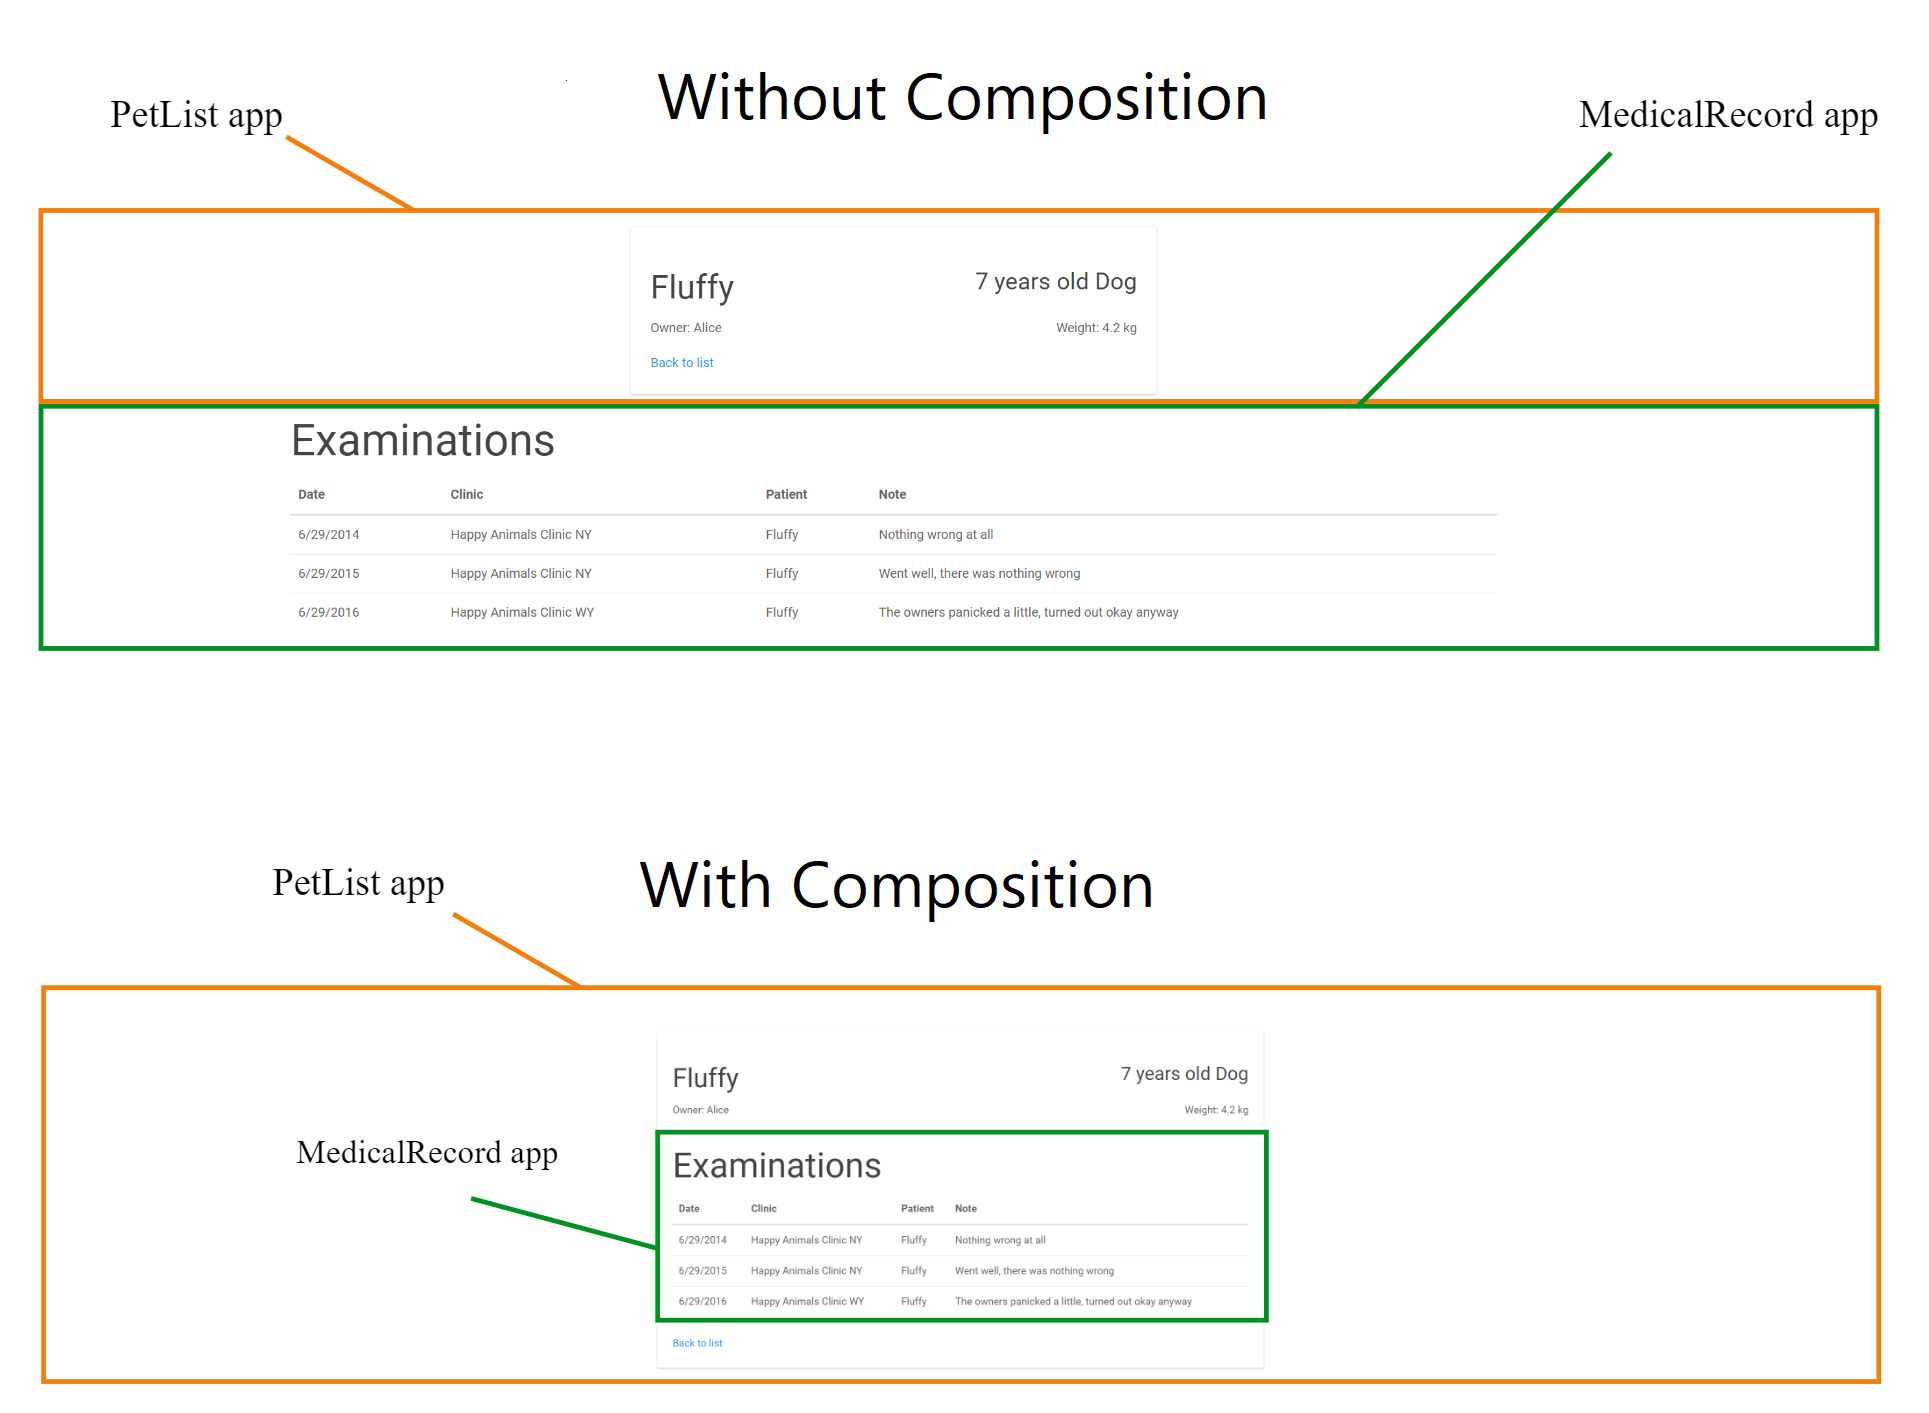 Without Composition
PetList app
MedicalRecord app
Fluffy
7 years old Dog
Owner: Alice
Weight: 4.2 kg
Back to list
Examinations
Date Clinic Patient Note
6/29/2014 Happy Animals Clinic NY Fluffy Nothing wrong at all
6/29/2015 Happy Animals Clinic NY Fluffy Went well, there was nothing wrong
6/29/2016 Happy Animals Clinic WY Fluffy The owners panicked a little, turned out okay anyway
With Composition
PetList app
Fluffy
7 years old Dog
Owner: Alice
Weight: 4.2 kg
MedicalRecord app
Examinations
Date Clinic Patient Note
6/29/2014 Happy Animals Clinic NY Fluffy Nothing wrong at all
6/29/2015 Happy Animals Clinic NY Fluffy Went well, there was nothing wrong
6/29/2016 Happy Animals Clinic WY Fluffy The owners panicked a little, turned out okay anyway
Back to list